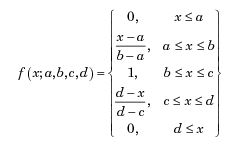 0, x ≤ a
x − a / b − a, a ≤ x ≤ b
f(x;a,b,c,d) = { 1, b ≤ x ≤ c }
d − x / d − c, c ≤ x ≤ d
0, d ≤ x